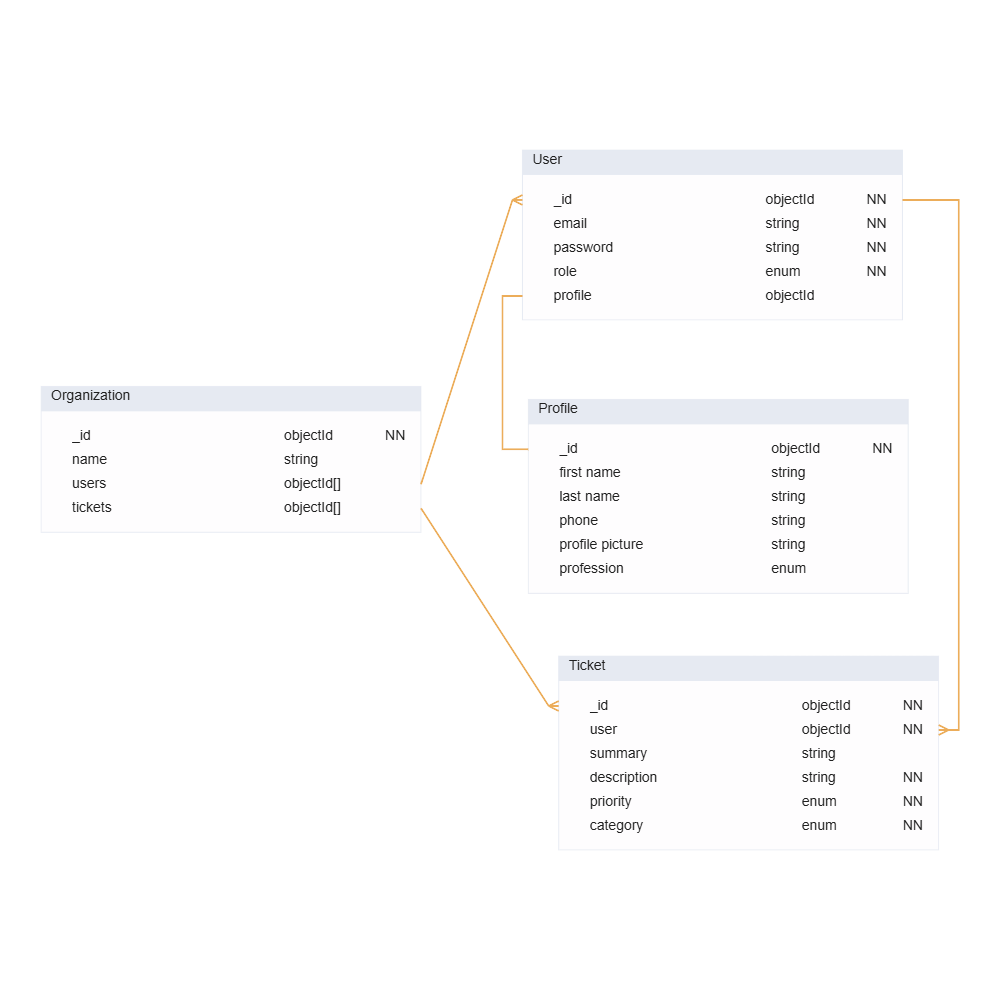 User
_id objectId NN
email string NN
password string NN
role enum NN
profile objectId
Organization
_id objectId NN
name string
users objectId[]
tickets objectId[]
Profile
_id objectId NN
first name string
last name string
phone string
profile picture string
profession enum
Ticket
_id objectId NN
user objectId NN
summary string
description string NN
priority enum NN
category enum NN